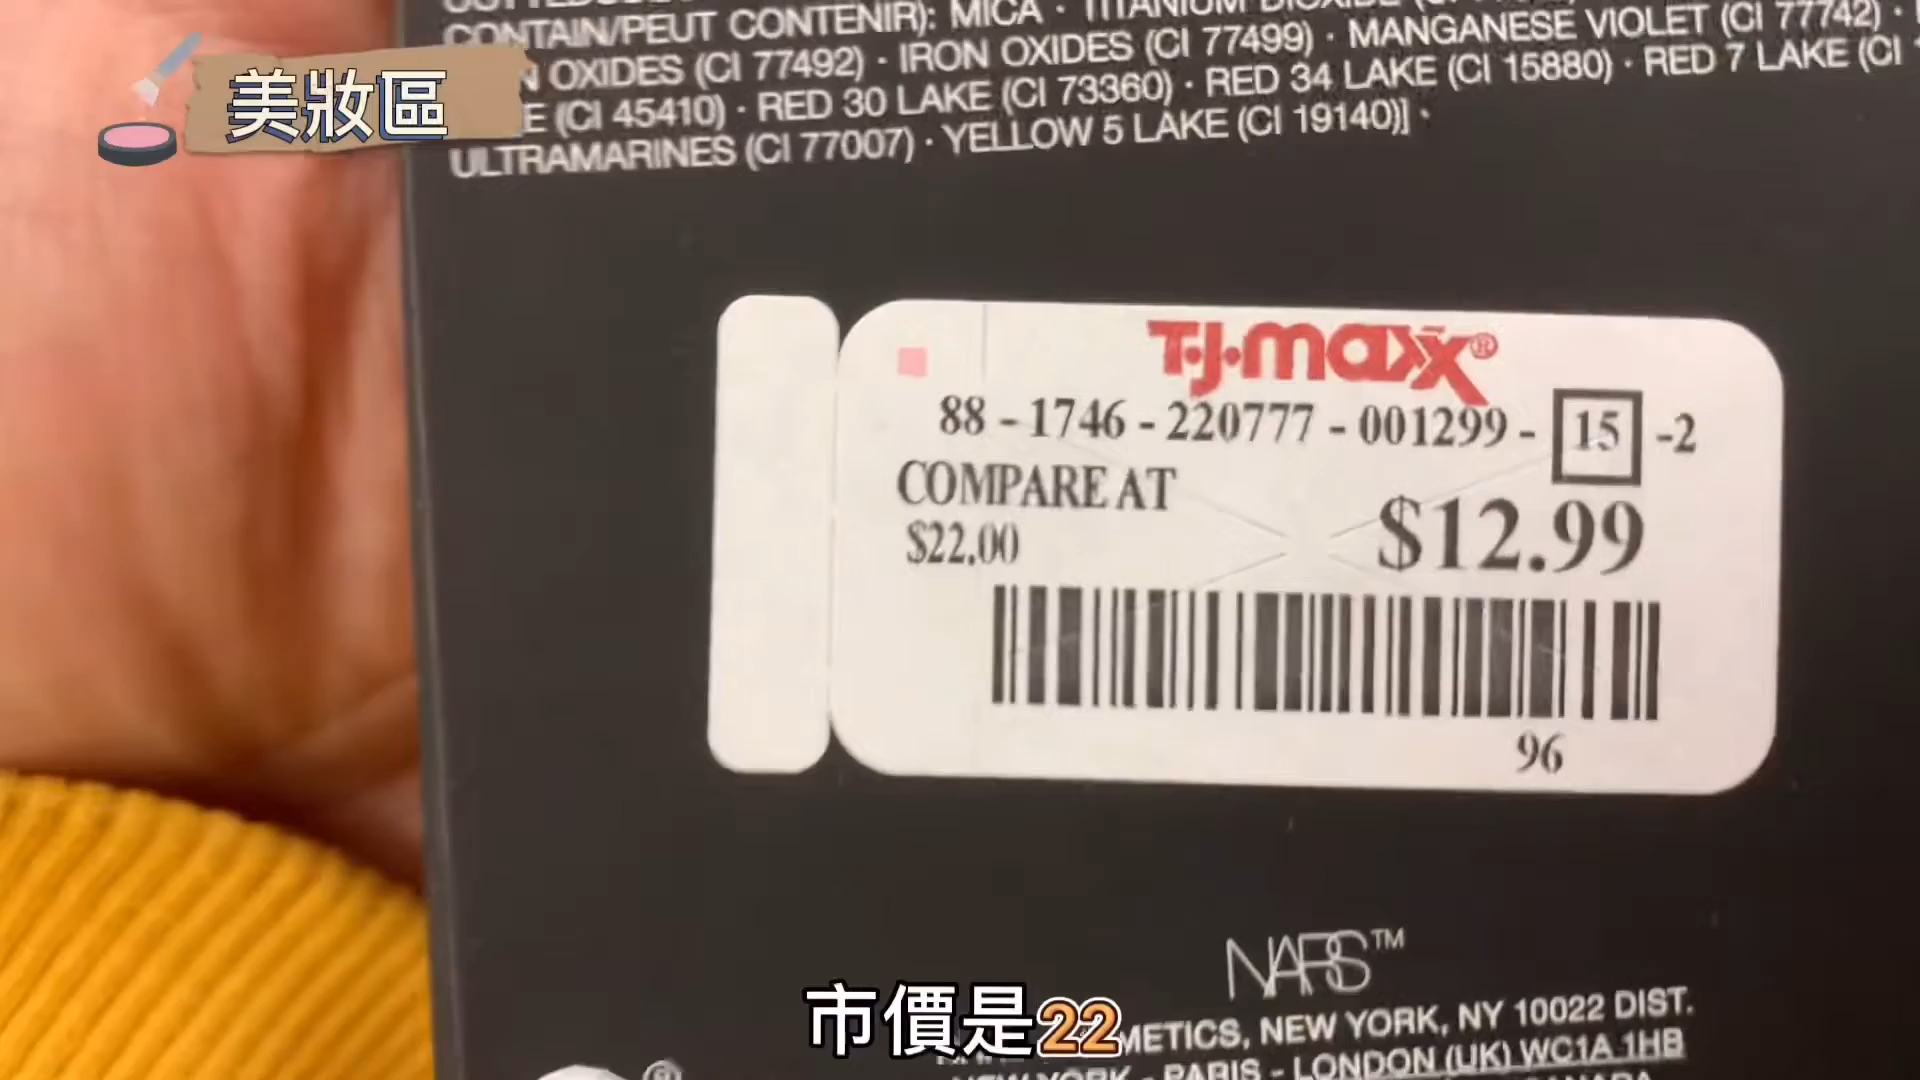 CONTAIN/PEUT CONTENIR): MICA · TITANIUM DIOXIDE
OXIDES (CI 77492) · IRON OXIDES (CI 77499) · MANGANESE VIOLET (CI 77742) ·
(CI 45410) · RED 30 LAKE (CI 73360) · RED 34 LAKE (CI 15880) · RED 7 LAKE (CI
ULTRAMARINES (CI 77007) · YELLOW 5 LAKE (CI 19140)] ·
美妝區
T·J·maxx®
88 - 1746 - 220777 - 001299 - 15 -2
COMPARE AT
$22.00
$12.99
96
NARS™
市價是22
METICS, NEW YORK, NY 10022 DIST.
PARIS - LONDON (UK) WC1A 1HB